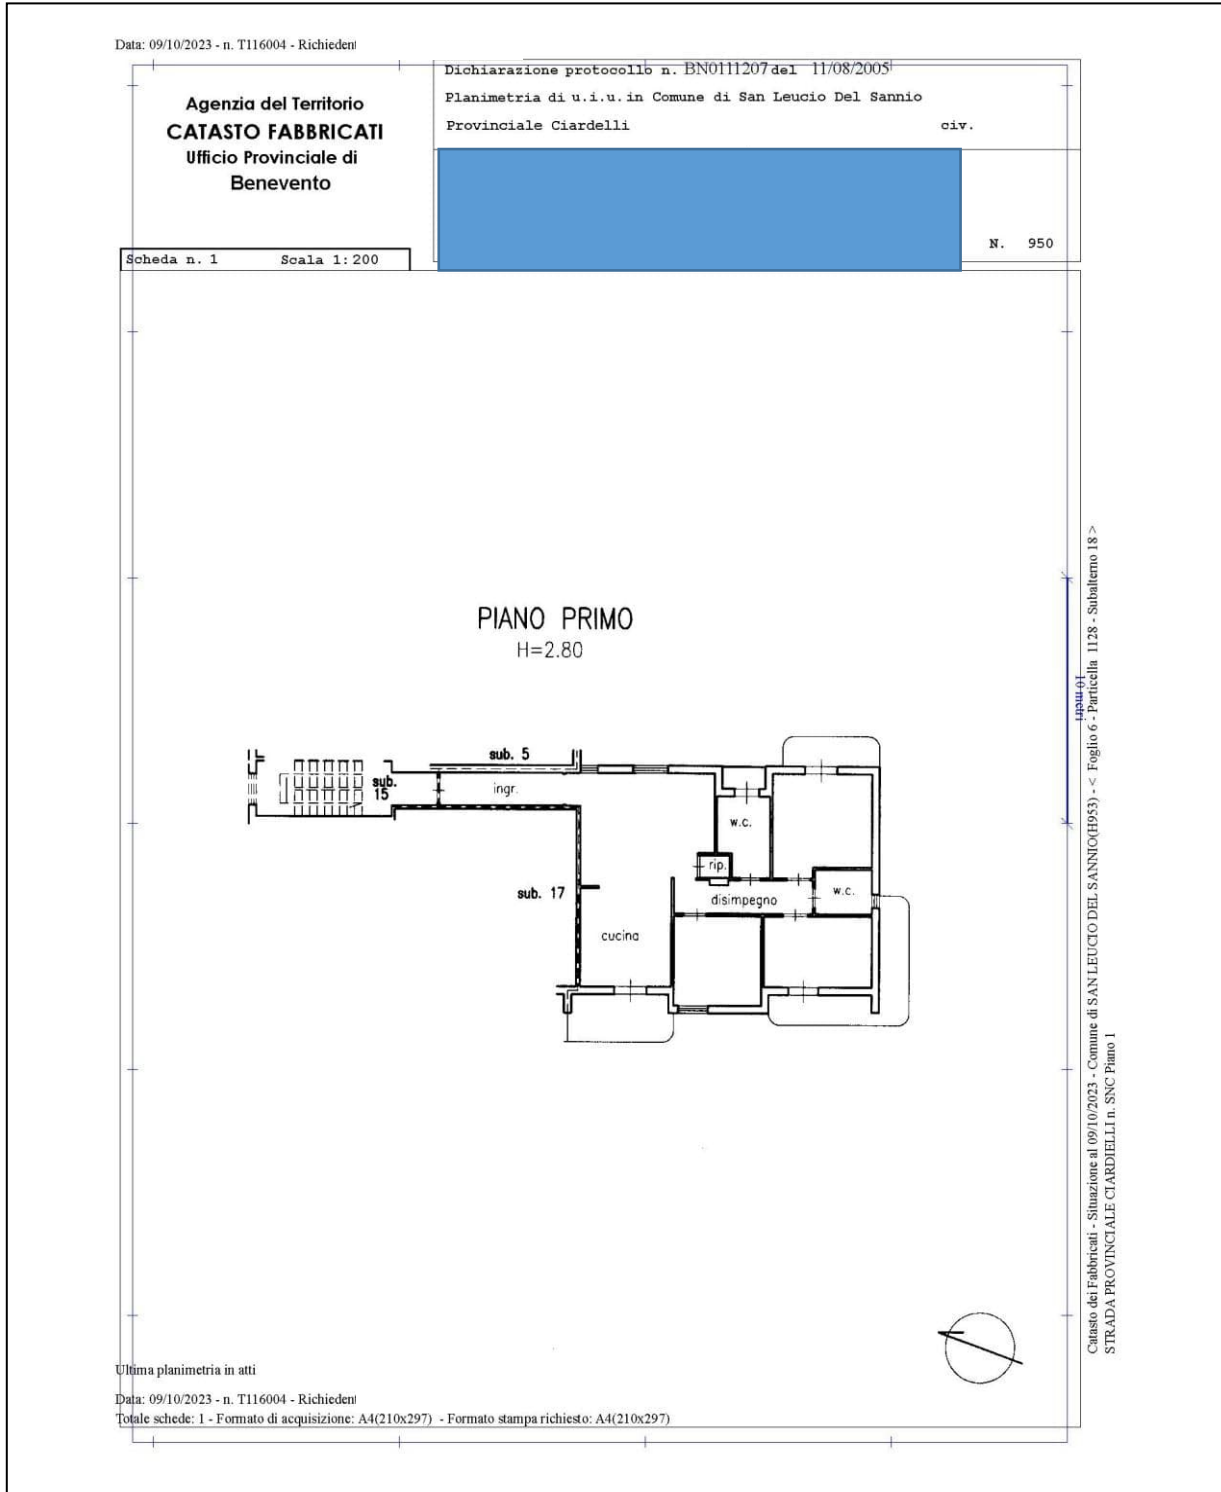 Data: 09/10/2023 - n. T116004 - Richiedent
Agenzia del Territorio
CATASTO FABBRICATI
Ufficio Provinciale di
Benevento
Dichiarazione protocollo n. BN0111207 del 11/08/2005
Planimetria di u.i.u. in Comune di San Leucio Del Sannio
Provinciale Ciardelli civ.
N. 950
Scheda n. 1 Scala 1:200
PIANO PRIMO
H=2.80
sub. 5
sub.
15
ingr.
w.c.
rip.
w.c.
sub. 17
disimpegno
cucina
10 metri
Catasto dei Fabbricati - Situazione al 09/10/2023 - Comune di SAN LEUCIO DEL SANNIO(H953) - < Foglio 6 - Particella 1128 - Subalterno 18 >
STRADA PROVINCIALE CIARDIELLI n. SNC Piano 1
Ultima planimetria in atti
Data: 09/10/2023 - n. T116004 - Richiedent
Totale schede: 1 - Formato di acquisizione: A4(210x297) - Formato stampa richiesto: A4(210x297)